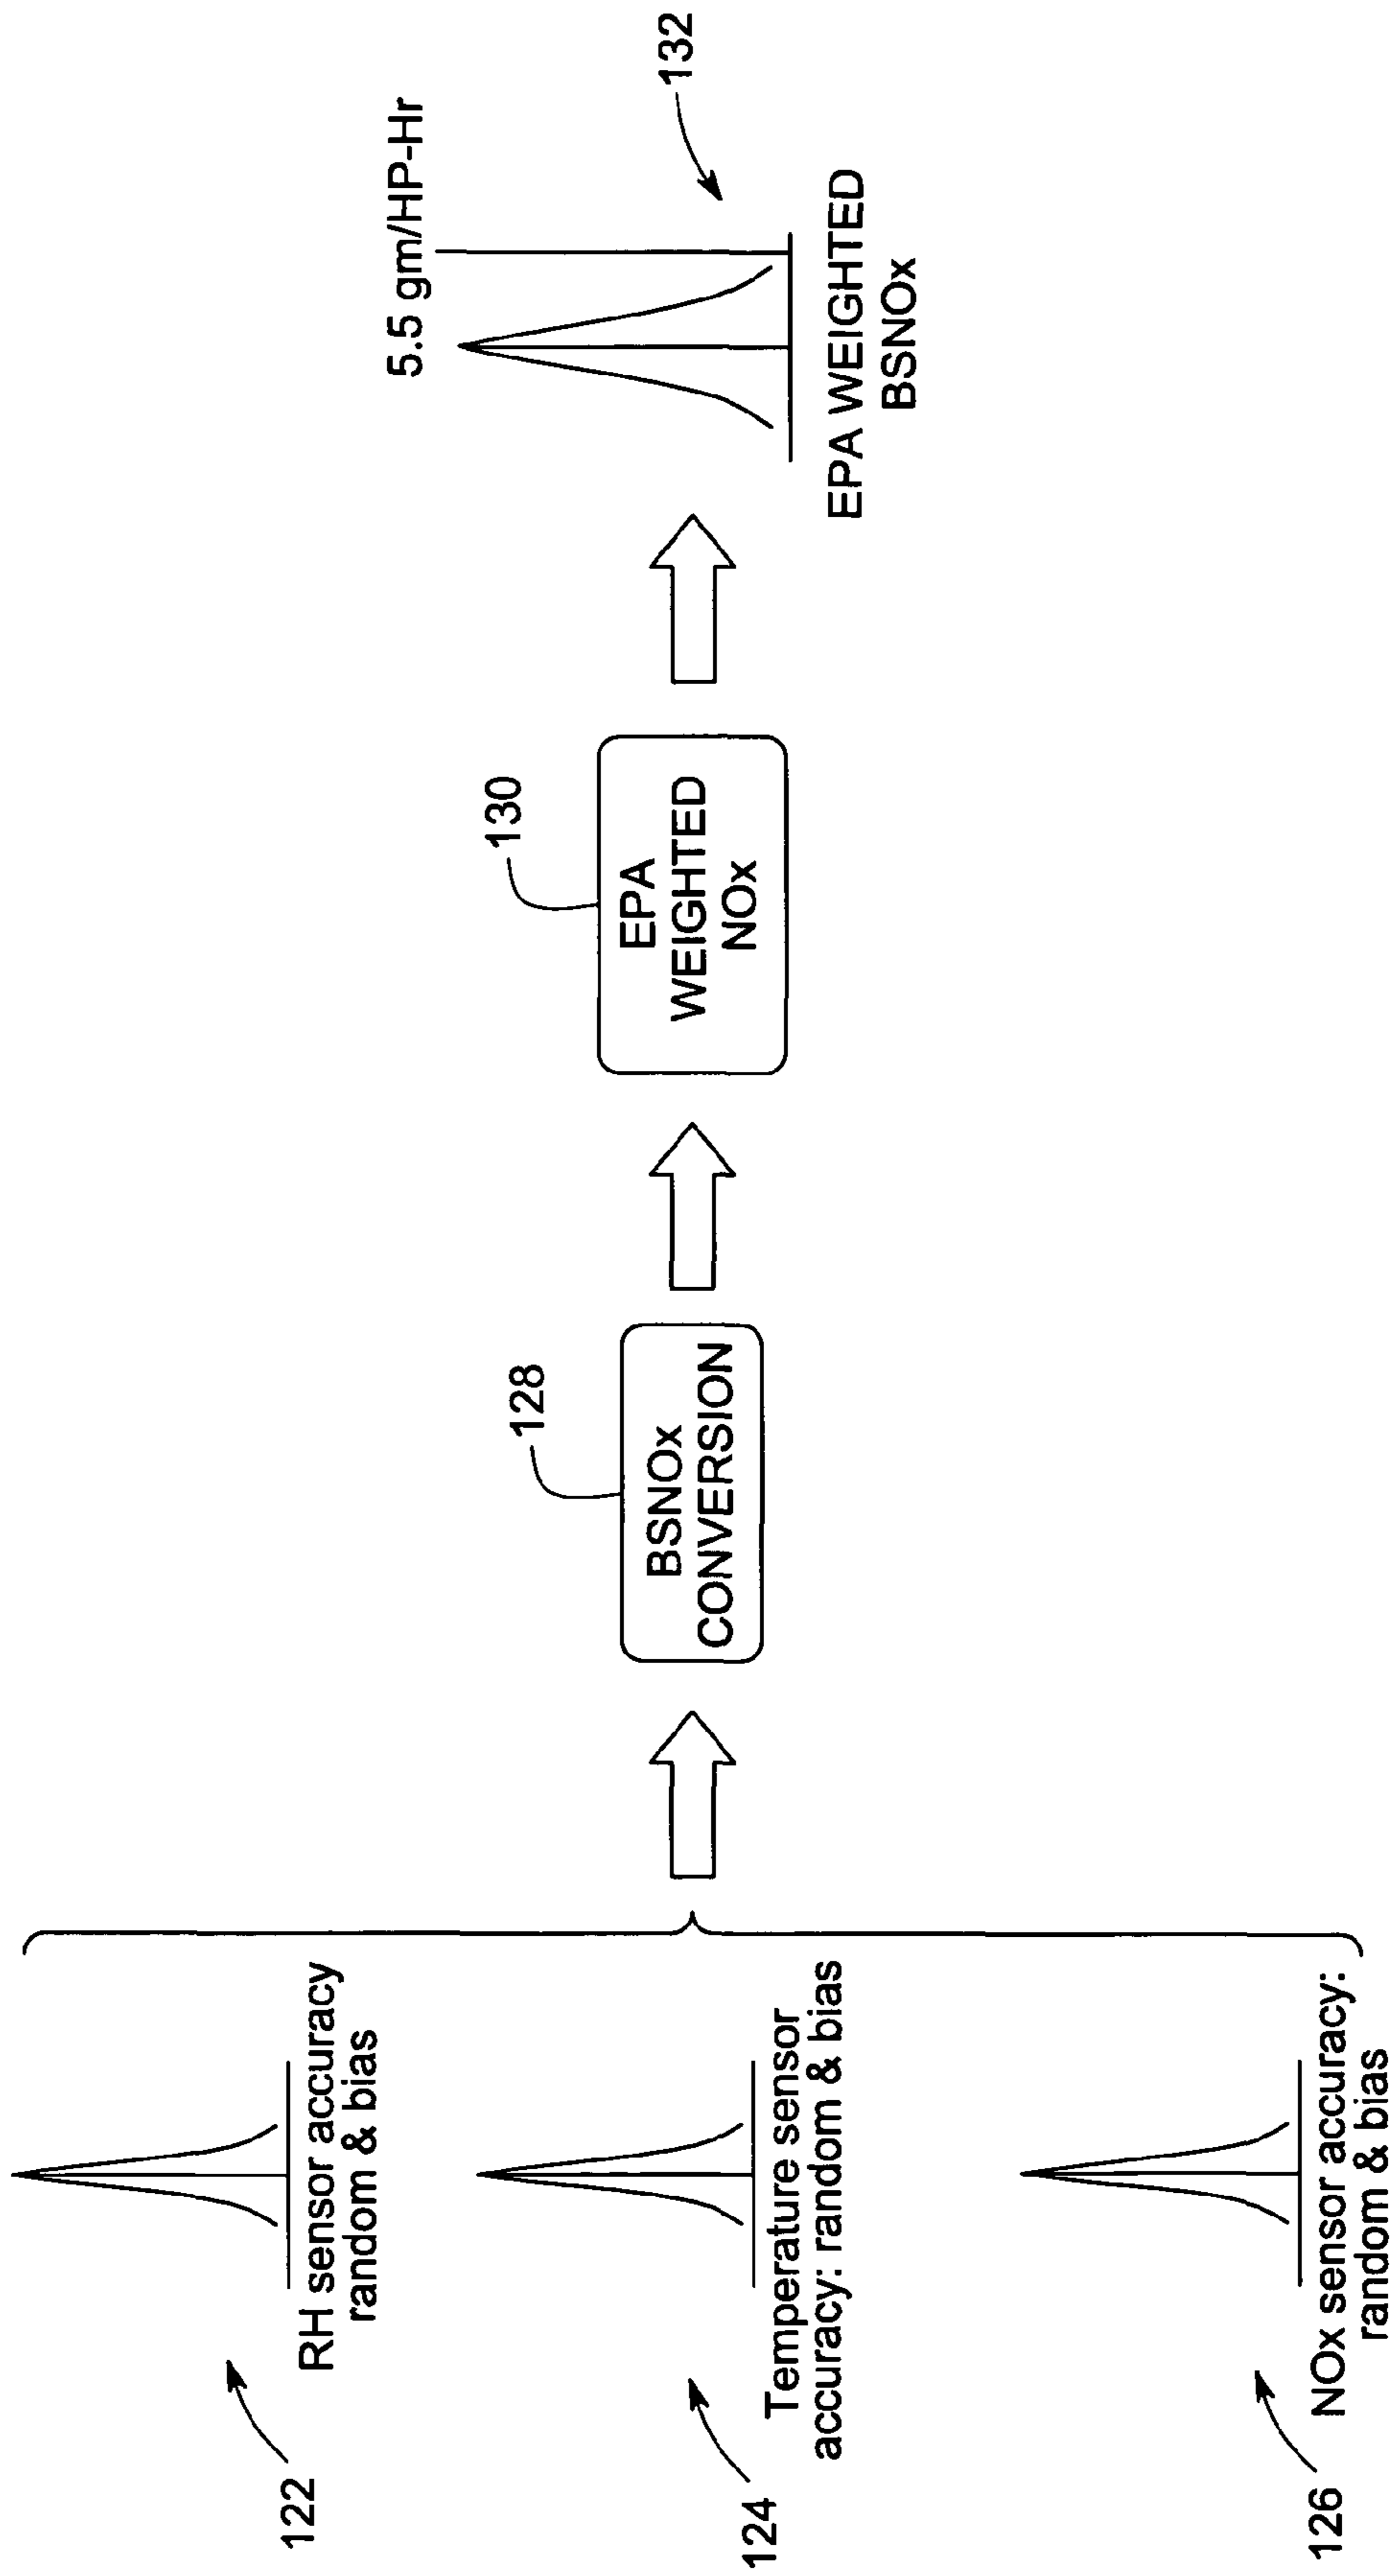 122
RH sensor accuracy
random & bias
124
Temperature sensor
accuracy: random & bias
126
NOx sensor accuracy:
random & bias
128
BSNOx
CONVERSION
130
EPA
WEIGHTED
NOx
5.5 gm/HP-Hr
132
EPA WEIGHTED
BSNOx